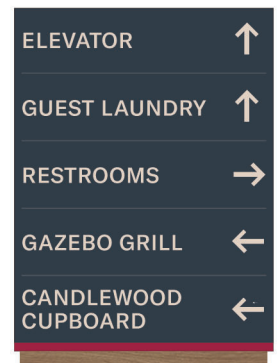 ELEVATOR ↑
GUEST LAUNDRY ↑
RESTROOMS →
GAZEBO GRILL ←
CANDLEWOOD
CUPBOARD ←